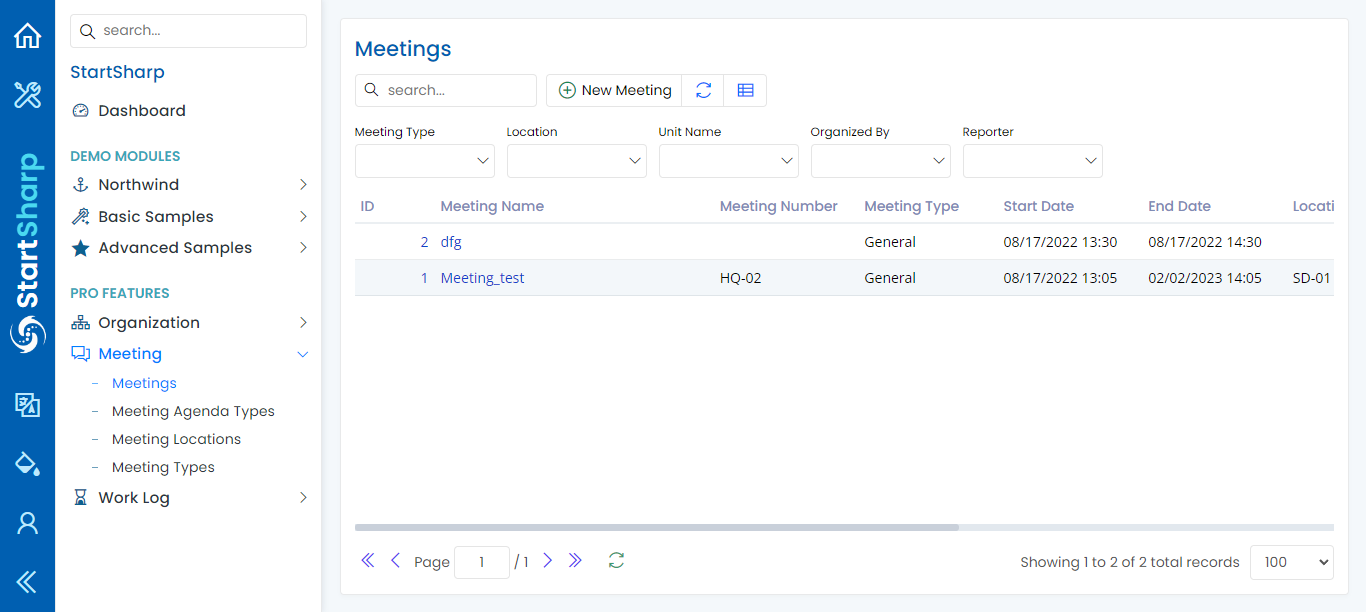 search...
StartSharp
Dashboard
DEMO MODULES
Northwind
Basic Samples
Advanced Samples
PRO FEATURES
Organization
Meeting
- Meetings
- Meeting Agenda Types
- Meeting Locations
- Meeting Types
Work Log
StartSharp
Meetings
search...
New Meeting
Meeting Type Location Unit Name Organized By Reporter
ID Meeting Name Meeting Number Meeting Type Start Date End Date Locati
2 dfg General 08/17/2022 13:30 08/17/2022 14:30
1 Meeting_test HQ-02 General 08/17/2022 13:05 02/02/2023 14:05 SD-01
Page 1 / 1 Showing 1 to 2 of 2 total records 100